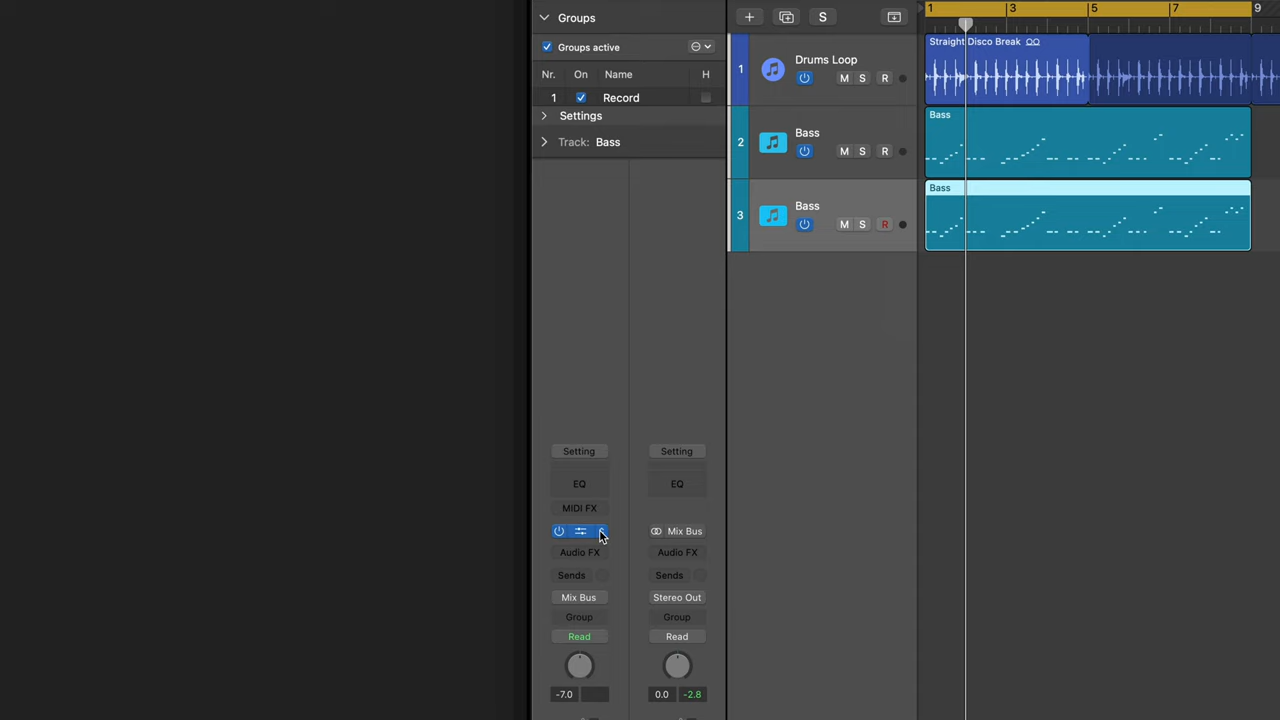 Groups
Groups active
Nr. On Name H
1 Record
Settings
Track: Bass
Setting
EQ
MIDI FX
Audio FX
Sends
Mix Bus
Group
Read
-7.0
Setting
EQ
Mix Bus
Audio FX
Sends
Stereo Out
Group
Read
0.0 -2.8
S
1 Drums Loop
M S R
2 Bass
M S R
3 Bass
M S R
1 3 5 7 9
Straight Disco Break
Bass
Bass